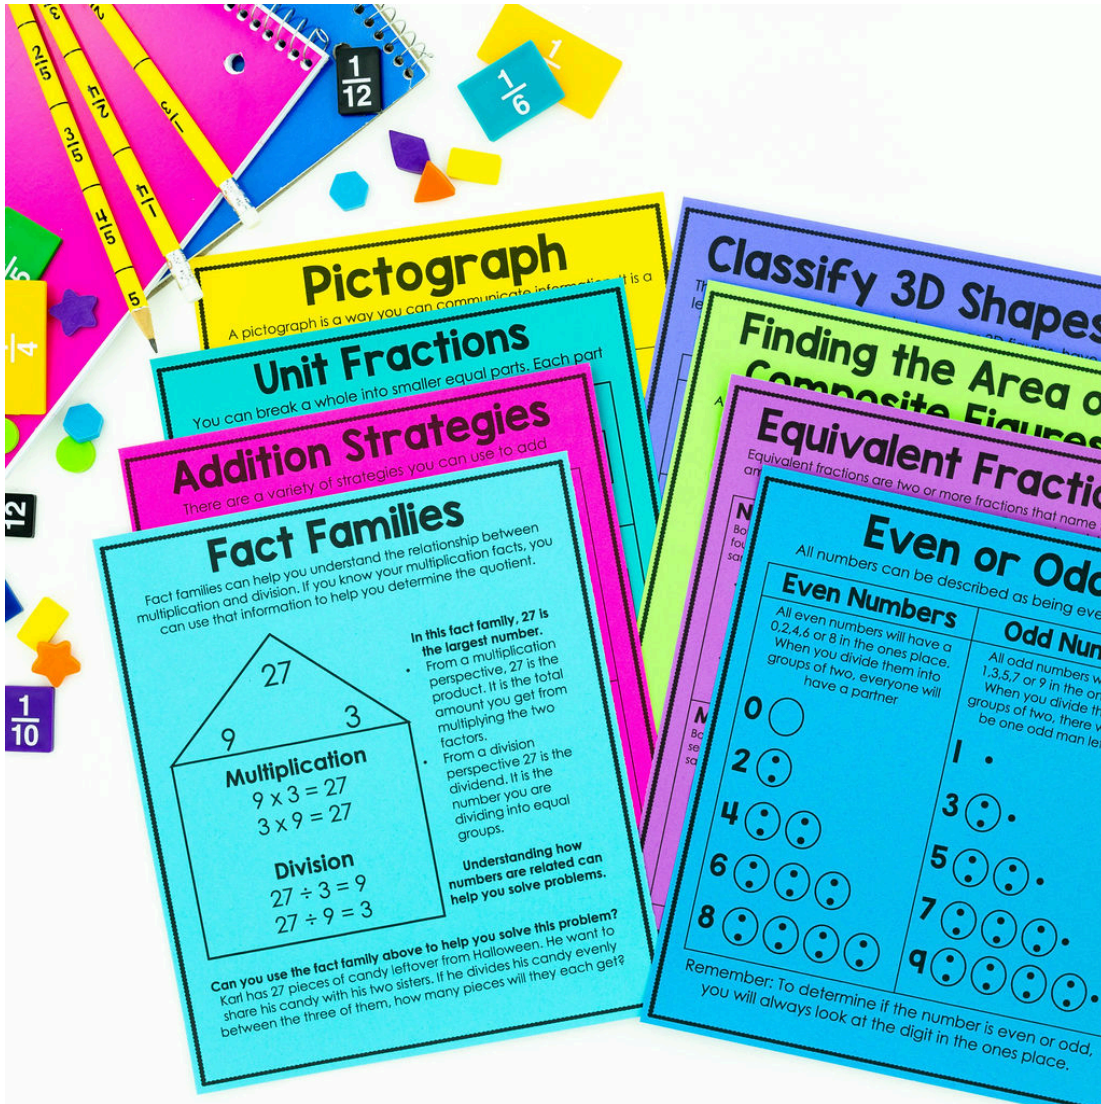 2/5
3/5
4/5
5
1/12
1
1/6
1/4
12
1
10
Pictograph
A pictograph is a way you can communicate information. It is a
Unit Fractions
You can break a whole into smaller equal parts. Each part
Addition Strategies
There are a variety of strategies you can use to add
Fact Families
Fact families can help you understand the relationship between
multiplication and division. If you know your multiplication facts, you
can use that information to help you determine the quotient.
27
9 3
Multiplication
9 x 3 = 27
3 x 9 = 27
Division
27 ÷ 3 = 9
27 ÷ 9 = 3
In this fact family, 27 is
the largest number.
• From a multiplication
perspective, 27 is the
product. It is the total
amount you get from
multiplying the two
factors.
• From a division
perspective 27 is the
dividend. It is the
number you are
dividing into equal
groups.
Understanding how
numbers are related can
help you solve problems.
Can you use the fact family above to help you solve this problem?
Karl has 27 pieces of candy leftover from Halloween. He want to
share his candy with his two sisters. If he divides his candy evenly
between the three of them, how many pieces will they each get?
Classify 3D Shapes
Finding the Area
Composite Figures
Equivalent
Equivalent fractions are two or more fractions that name
Even or Odd
All numbers can be described as being
Even Numbers
All even numbers will have a
0,2,4,6 or 8 in the ones place.
When you divide them into
groups of two, everyone will
have a partner
0
2
4
6
8
Odd
All odd numbers
1,3,5,7 or 9 in the
When you divide
groups of two, there
be one odd man
1
3
5
7
9
Remember: To determine if the number is even or odd,
you will always look at the digit in the ones place.